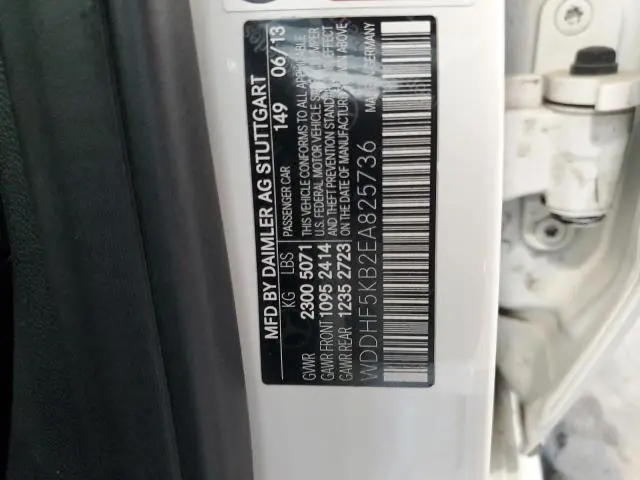 MFD BY DAIMLER AG STUTTGART
KG LBS PASSENGER CAR 149 06/13
GVWR 2300 5071 THIS VEHICLE CONFORMS TO ALL APPLICABLE
GAWR FRONT 1095 2414 U.S. FEDERAL MOTOR VEHICLE SAFETY, BUMPER
GAWR REAR 1235 2723 AND THEFT PREVENTION STANDARDS IN EFFECT
ON THE DATE OF MANUFACTURE SHOWN ABOVE
WDDHF5KB2EA825736 MADE IN GERMANY